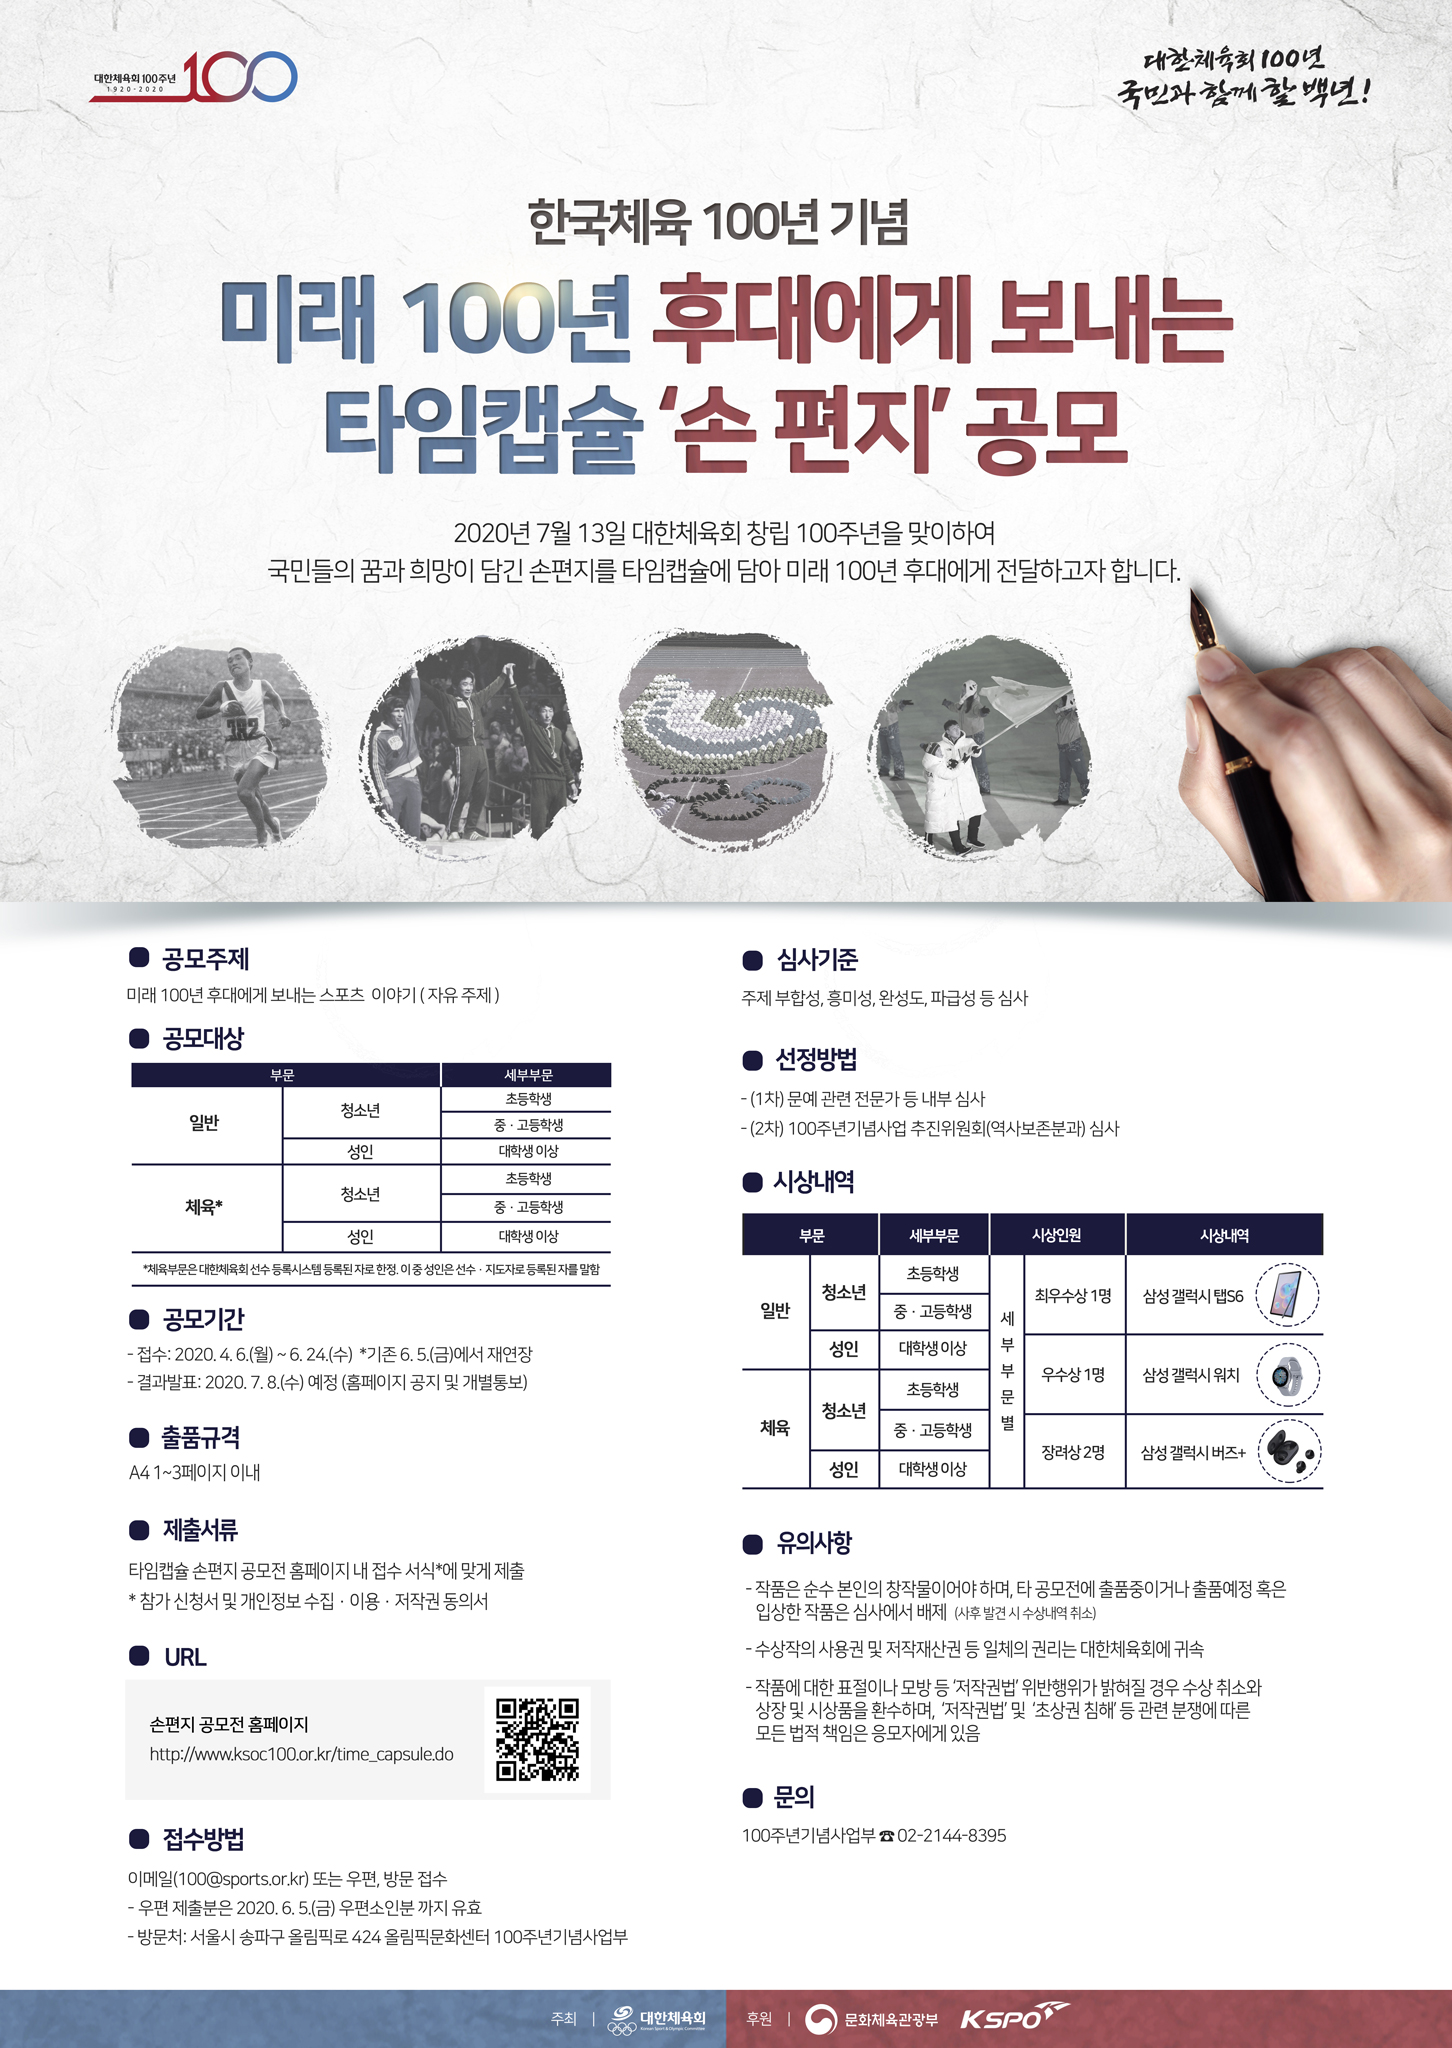 대한체육회 100주년
1920-2020
100
대한체육회 100년
국민과 함께 할 백년!
한국체육 100년 기념
미래 100년 후대에게 보내는
타임캡슐 ‘손 편지’ 공모
2020년 7월 13일 대한체육회 창립 100주년을 맞이하여
국민들의 꿈과 희망이 담긴 손편지를 타임캡슐에 담아 미래 100년 후대에게 전달하고자 합니다.
382
공모주제
미래 100년 후대에게 보내는 스포츠 이야기 ( 자유 주제 )
공모대상
부문 세부부문
일반 청소년 초등학생
중 · 고등학생
성인 대학생 이상
체육* 청소년 초등학생
중 · 고등학생
성인 대학생 이상
*체육부문은 대한체육회 선수 등록시스템 등록된 자로 한정. 이 중 성인은 선수 · 지도자로 등록된 자를 말함
공모기간
- 접수: 2020. 4. 6.(월) ~ 6. 24.(수) *기존 6. 5.(금)에서 재연장
- 결과발표: 2020. 7. 8.(수) 예정 (홈페이지 공지 및 개별통보)
출품규격
A4 1~3페이지 이내
제출서류
타임캡슐 손편지 공모전 홈페이지 내 접수 서식*에 맞게 제출
* 참가 신청서 및 개인정보 수집 · 이용 · 저작권 동의서
URL
손편지 공모전 홈페이지
http://www.ksoc100.or.kr/time_capsule.do
접수방법
이메일(100@sports.or.kr) 또는 우편, 방문 접수
- 우편 제출분은 2020. 6. 5.(금) 우편소인분 까지 유효
- 방문처: 서울시 송파구 올림픽로 424 올림픽문화센터 100주년기념사업부
심사기준
주제 부합성, 흥미성, 완성도, 파급성 등 심사
선정방법
- (1차) 문예 관련 전문가 등 내부 심사
- (2차) 100주년기념사업 추진위원회(역사보존분과) 심사
시상내역
부문 세부부문 시상인원 시상내역
일반 청소년 초등학생
중 · 고등학생
성인 대학생 이상
체육 청소년 초등학생
중 · 고등학생
성인 대학생 이상
세부부문별
최우수상 1명 삼성 갤럭시 탭S6
우수상 1명 삼성 갤럭시 워치
장려상 2명 삼성 갤럭시 버즈+
유의사항
- 작품은 순수 본인의 창작물이어야 하며, 타 공모전에 출품중이거나 출품예정 혹은
입상한 작품은 심사에서 배제 (사후 발견 시 수상내역 취소)
- 수상작의 사용권 및 저작재산권 등 일체의 권리는 대한체육회에 귀속
- 작품에 대한 표절이나 모방 등 ‘저작권법’ 위반행위가 밝혀질 경우 수상 취소와
상장 및 시상품을 환수하며, ‘저작권법’ 및 ‘초상권 침해’ 등 관련 분쟁에 따른
모든 법적 책임은 응모자에게 있음
문의
100주년기념사업부 ☎ 02-2144-8395
주최 | 대한체육회
Korean Sport & Olympic Committee
후원 | 문화체육관광부 KSPO